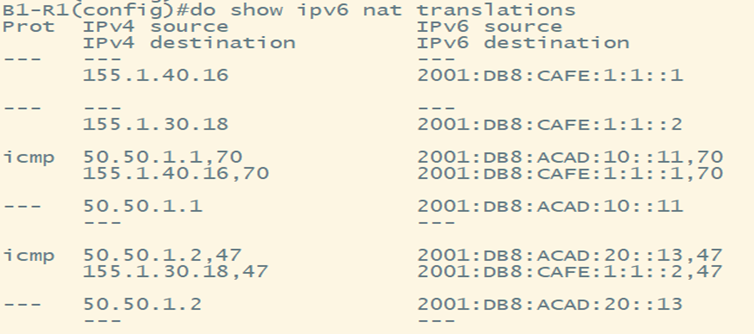 B1-R1(config)#do show ipv6 nat translations
Prot  IPv4 source              IPv6 source
      IPv4 destination         IPv6 destination
---   ---                      ---
      155.1.40.16              2001:DB8:CAFE:1:1::1
---   ---                      ---
      155.1.30.18              2001:DB8:CAFE:1:1::2
icmp  50.50.1.1,70             2001:DB8:ACAD:10::11,70
      155.1.40.16,70           2001:DB8:CAFE:1:1::1,70
---   50.50.1.1                2001:DB8:ACAD:10::11
      ---                      ---
icmp  50.50.1.2,47             2001:DB8:ACAD:20::13,47
      155.1.30.18,47           2001:DB8:CAFE:1:1::2,47
---   50.50.1.2                2001:DB8:ACAD:20::13
      ---                      ---